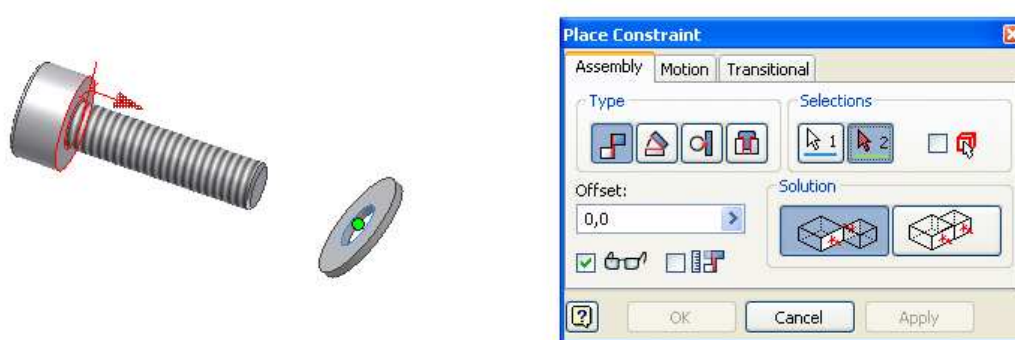 Place Constraint
Assembly Motion Transitional
Type
Selections
1 2
Offset:
Solution
0,0
OK Cancel Apply